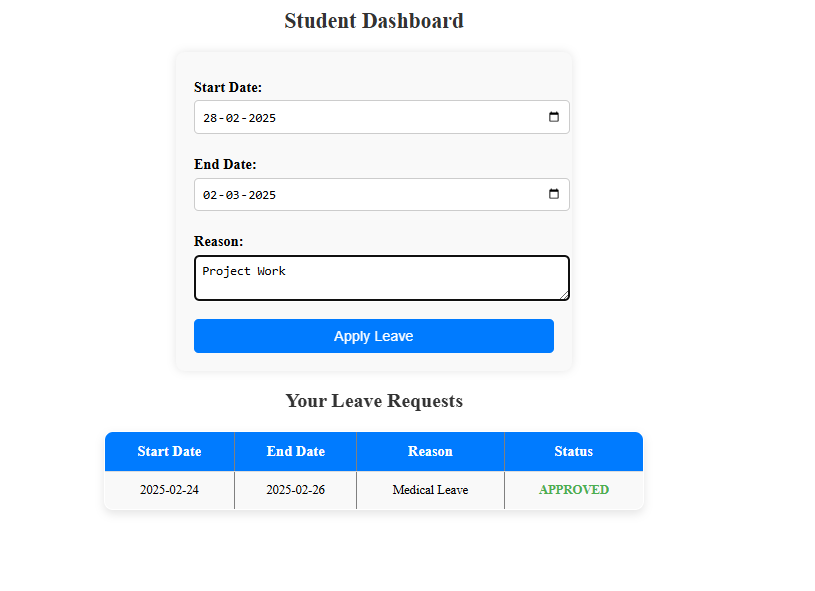 Student Dashboard
Start Date:
28-02-2025
End Date:
02-03-2025
Reason:
Project Work
Apply Leave
Your Leave Requests
Start Date End Date Reason Status
2025-02-24 2025-02-26 Medical Leave APPROVED